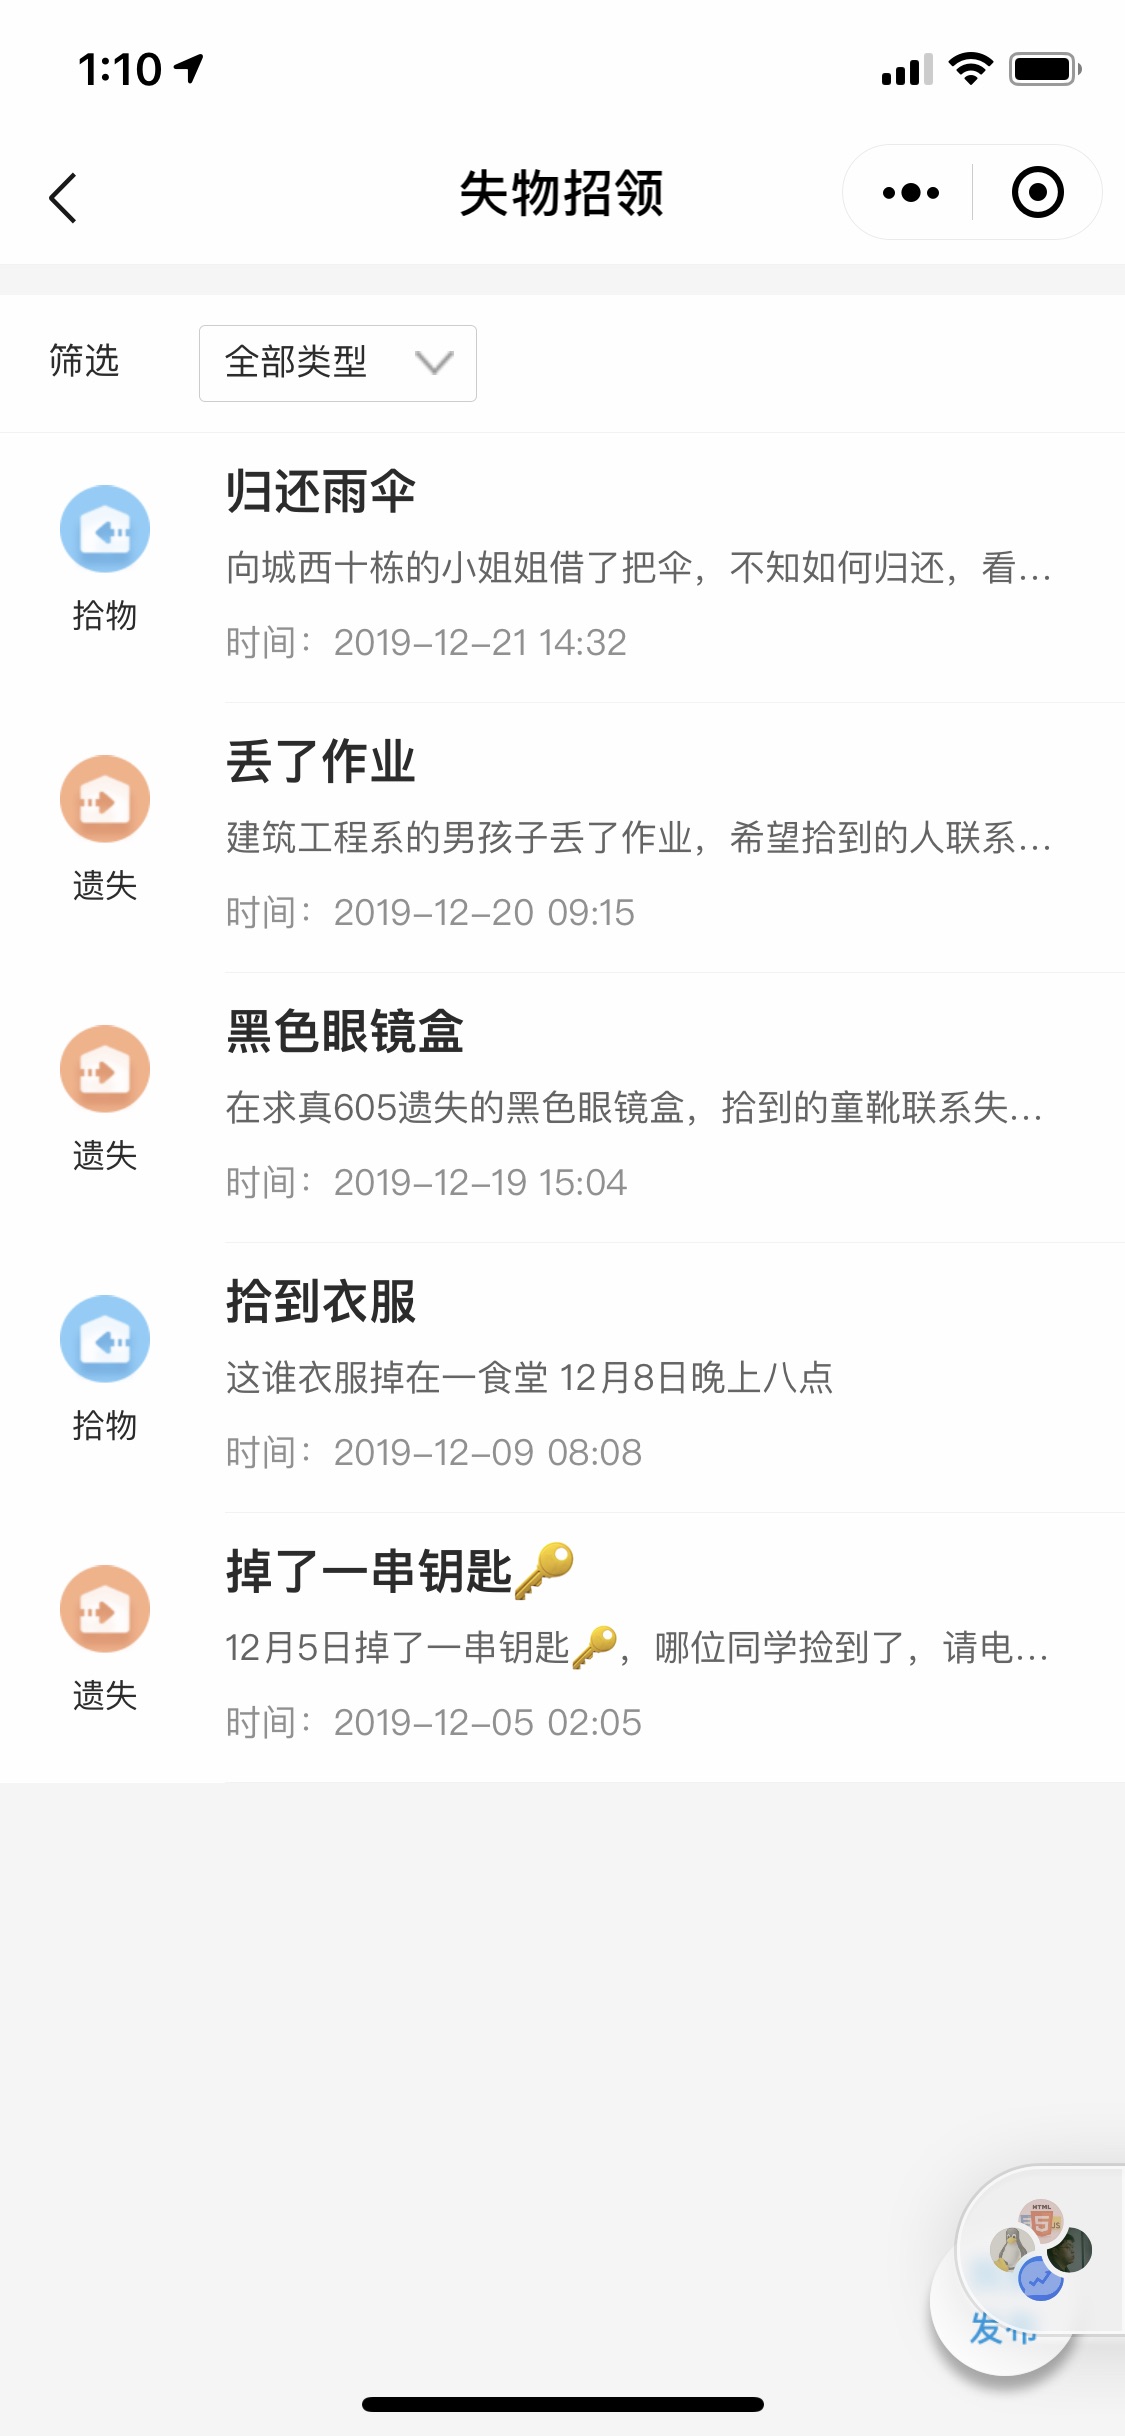 1:10
失物招领
筛选 全部类型
归还雨伞
向城西十栋的小姐姐借了把伞，不知如何归还，看...
拾物
时间：2019-12-21 14:32
丢了作业
建筑工程系的男孩子丢了作业，希望拾到的人联系...
遗失
时间：2019-12-20 09:15
黑色眼镜盒
在求真605遗失的黑色眼镜盒，拾到的童靴联系失...
遗失
时间：2019-12-19 15:04
拾到衣服
这谁衣服掉在一食堂 12月8日晚上八点
拾物
时间：2019-12-09 08:08
掉了一串钥匙🔑
12月5日掉了一串钥匙🔑，哪位同学捡到了，请电...
遗失
时间：2019-12-05 02:05
HTML
5
JS
发布